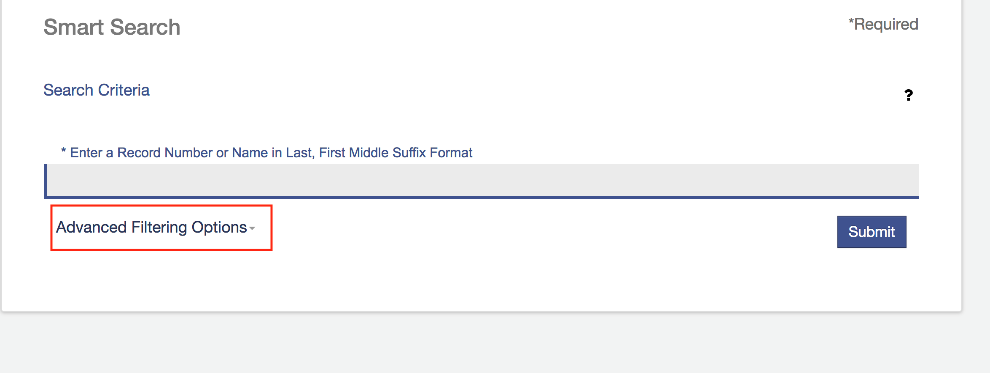 Smart Search
*Required
Search Criteria
?
* Enter a Record Number or Name in Last, First Middle Suffix Format
Advanced Filtering Options
Submit